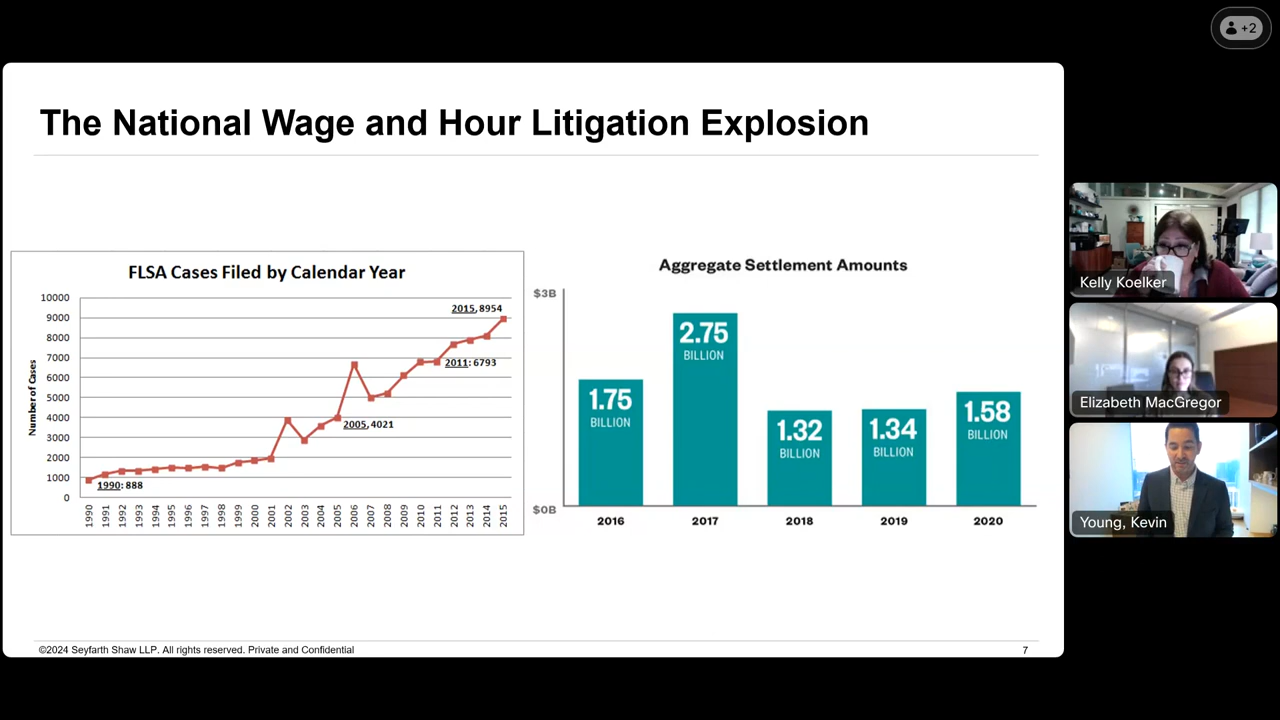 +2
The National Wage and Hour Litigation Explosion
FLSA Cases Filed by Calendar Year
Number of Cases
10000
9000
8000
7000
6000
5000
4000
3000
2000
1000
0
2015, 8954
2011: 6793
2005, 4021
1990: 888
1990 1991 1992 1993 1994 1995 1996 1997 1998 1999 2000 2001 2002 2003 2004 2005 2006 2007 2008 2009 2010 2011 2012 2013 2014 2015
Aggregate Settlement Amounts
$3B
$0B
1.75
BILLION
2.75
BILLION
1.32
BILLION
1.34
BILLION
1.58
BILLION
2016 2017 2018 2019 2020
©2024 Seyfarth Shaw LLP. All rights reserved. Private and Confidential
7
Kelly Koelker
Elizabeth MacGregor
Young, Kevin